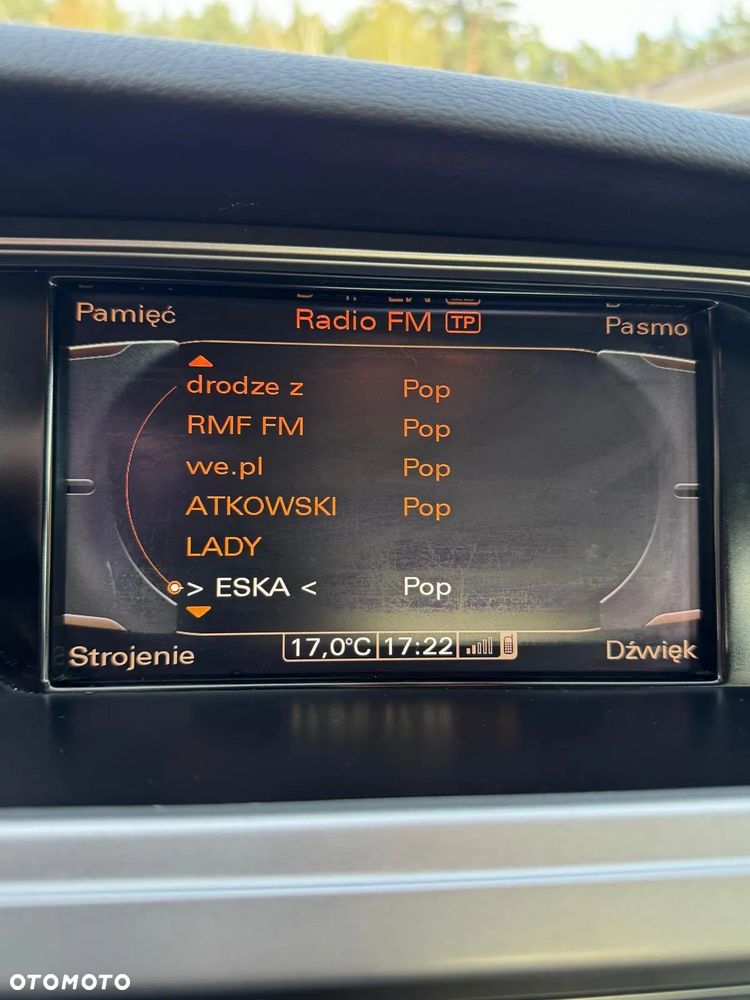 Pamięć
Radio FM TP
Pasmo
drodze z Pop
RMF FM Pop
we.pl Pop
ATKOWSKI Pop
LADY
> ESKA < Pop
Strojenie
17,0°C 17:22
Dźwięk
OTOMOTO